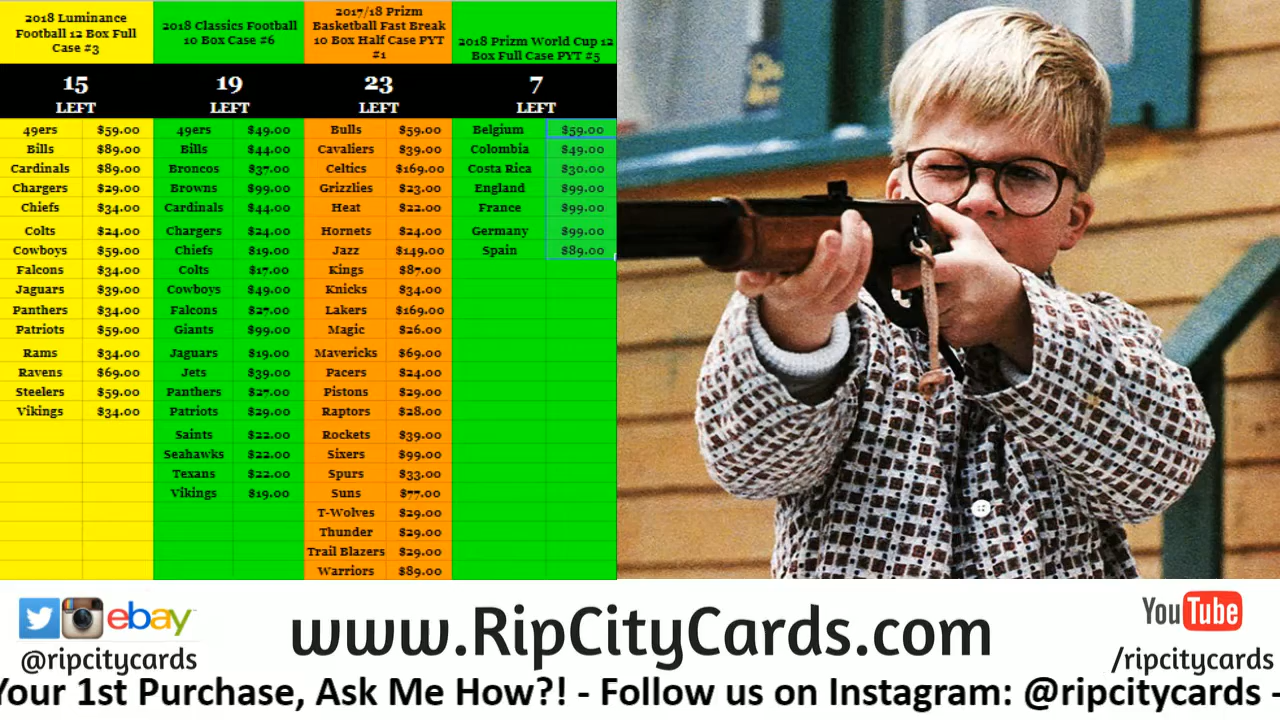 2018 Luminance
Football 12 Box Full
Case #3
15
LEFT
49ers $59.00
Bills $89.00
Cardinals $89.00
Chargers $29.00
Chiefs $34.00
Colts $24.00
Cowboys $59.00
Falcons $34.00
Jaguars $39.00
Panthers $34.00
Patriots $59.00
Rams $34.00
Ravens $69.00
Steelers $59.00
Vikings $34.00
2018 Classics Football
10 Box Case #6
19
LEFT
49ers $49.00
Bills $44.00
Broncos $37.00
Browns $99.00
Cardinals $44.00
Chargers $24.00
Chiefs $19.00
Colts $17.00
Cowboys $49.00
Falcons $27.00
Giants $99.00
Jaguars $19.00
Jets $39.00
Panthers $27.00
Patriots $29.00
Saints $22.00
Seahawks $22.00
Texans $22.00
Vikings $19.00
2017/18 Prizm
Basketball Fast Break
10 Box Half Case PYT
#1
23
LEFT
Bulls $59.00
Cavaliers $39.00
Celtics $169.00
Grizzlies $23.00
Heat $22.00
Hornets $24.00
Jazz $149.00
Kings $87.00
Knicks $34.00
Lakers $169.00
Magic $26.00
Mavericks $69.00
Pacers $24.00
Pistons $29.00
Raptors $28.00
Rockets $39.00
Sixers $99.00
Spurs $33.00
Suns $77.00
T-Wolves $29.00
Thunder $29.00
Trail Blazers $29.00
Warriors $89.00
2018 Prizm World Cup 12
Box Full Case PYT #5
7
LEFT
Belgium $59.00
Colombia $49.00
Costa Rica $30.00
England $99.00
France $99.00
Germany $99.00
Spain $89.00
ebay
@ripcitycards
www.RipCityCards.com
YouTube
/ripcitycards
Your 1st Purchase, Ask Me How?! - Follow us on Instagram: @ripcitycards -